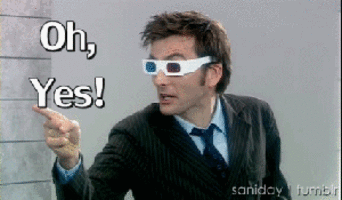 Oh,
Yes!
saniday | tumblr